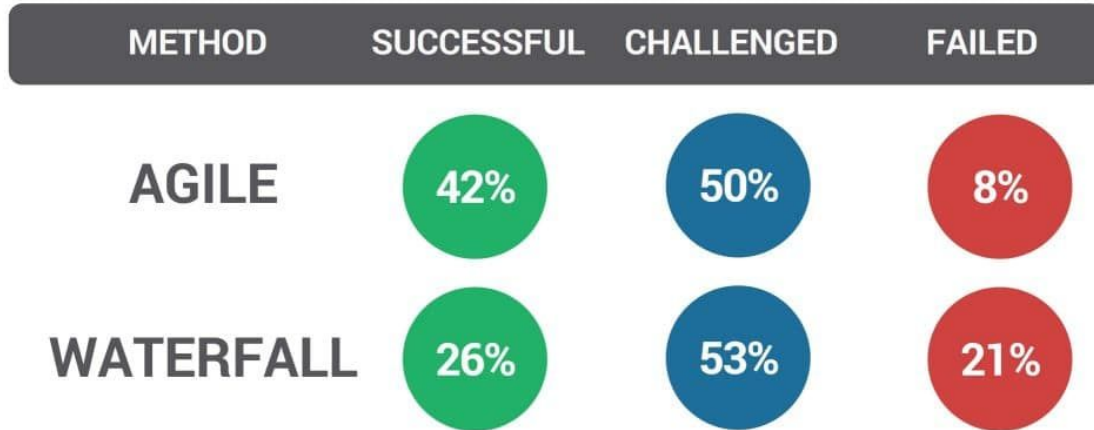 METHOD SUCCESSFUL CHALLENGED FAILED
AGILE 42% 50% 8%
WATERFALL 26% 53% 21%